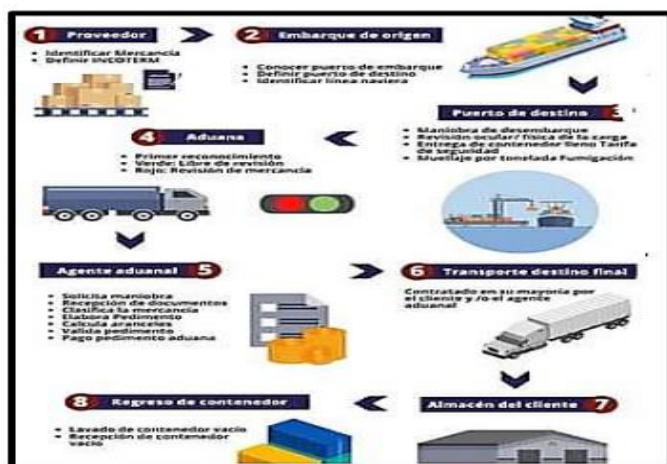 1 Proveedor
• Identificar Mercancía
• Definir INCOTERM
2 Embarque de origen
• Conocer puerto de embarque
• Definir puerto de destino
• Identificar línea naviera
Puerto de destino
• Maniobra de desembarque
• Revisión ocular/ física de la carga
• Entrega de contenedor lleno Tarifa
de seguridad
• Muellaje por tonelada Fumigación
4 Aduana
• Primer reconocimiento
• Verde: Libre de revisión
• Rojo: Revisión de mercancía
Agente aduanal 5
• Solicita maniobra
• Recepción de documentos
• Clasifica la mercancía
• Elabora Pedimento
• Calcula aranceles
• Valida pedimento
• Pago pedimento aduana
6 Transporte destino final
Contratado en su mayoría por
el cliente y /o el agente
aduanal
Almacén del cliente 7
8 Regreso de contenedor
• Lavado de contenedor vacío
• Recepción de contenedor
vacío